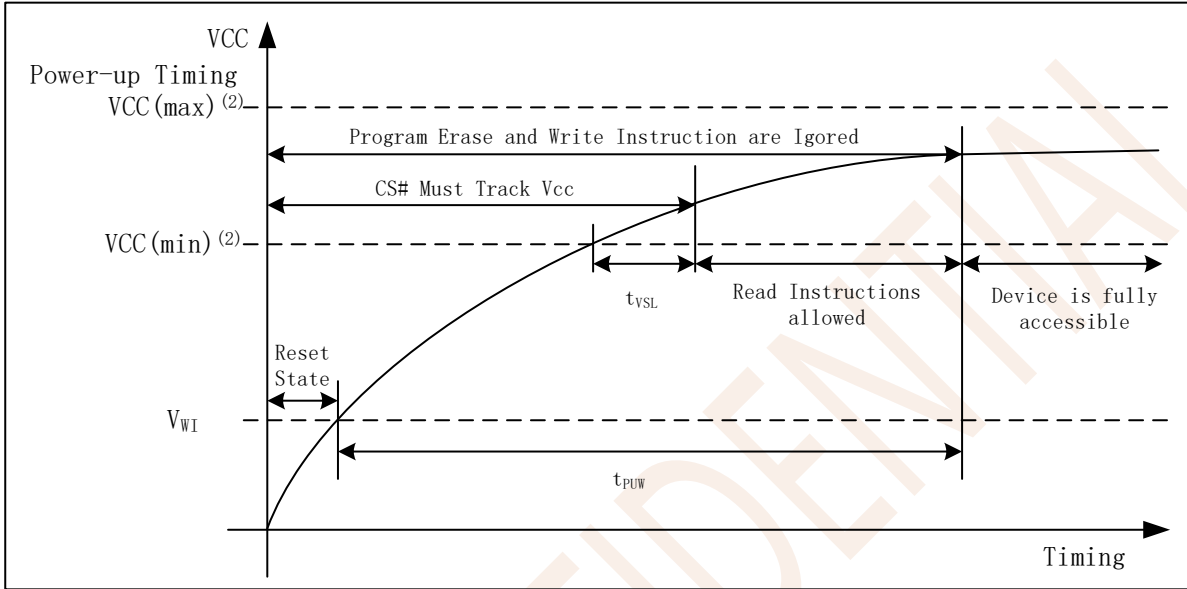 VCC
Power-up Timing
VCC(max)(2)
Program Erase and Write Instruction are Igored
CS# Must Track Vcc
VCC(min)(2)
tVSL
Read Instructions
allowed
Device is fully
accessible
Reset
State
VWI
tPUW
Timing